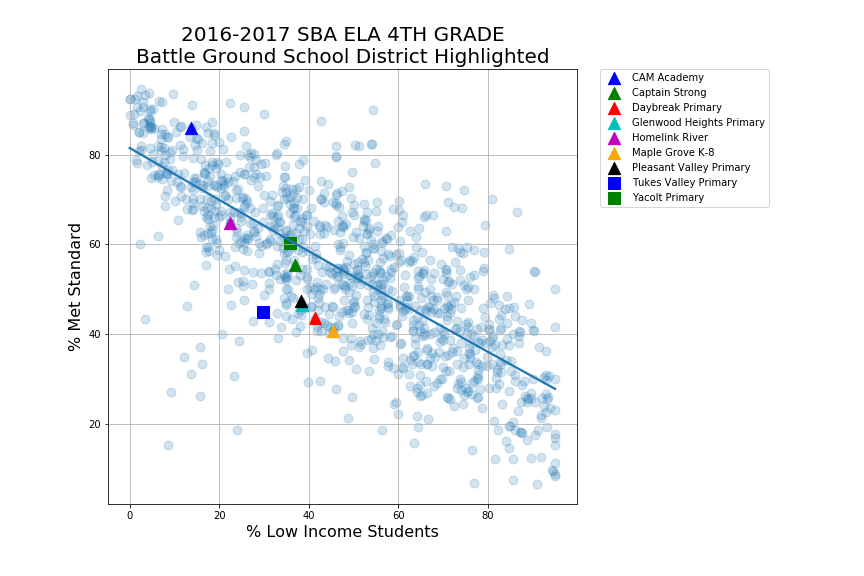 2016-2017 SBA ELA 4TH GRADE
Battle Ground School District Highlighted
% Met Standard
80
60
40
20
0
20
40
60
80
% Low Income Students
CAM Academy
Captain Strong
Daybreak Primary
Glenwood Heights Primary
Homelink River
Maple Grove K-8
Pleasant Valley Primary
Tukes Valley Primary
Yacolt Primary